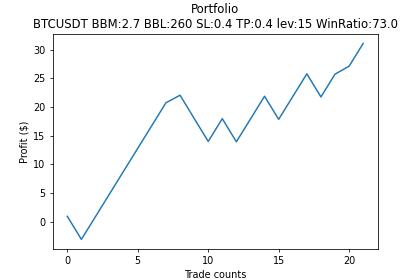 Portfolio
BTCUSDT BBM:2.7 BBL:260 SL:0.4 TP:0.4 lev:15 WinRatio:73.0
30
25
20
15
10
5
0
Profit ($)
0 5 10 15 20
Trade counts